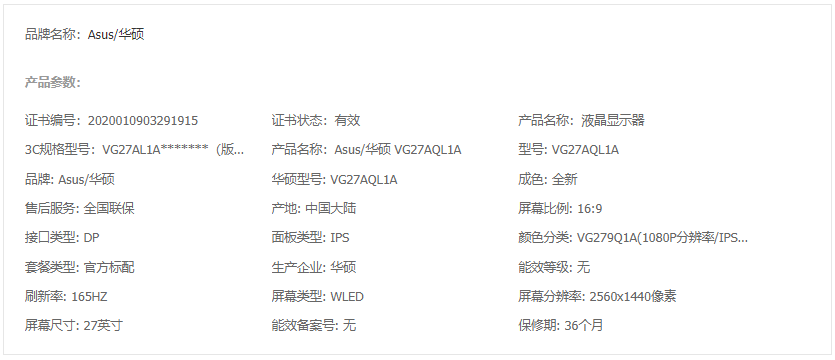 品牌名称：Asus/华硕
产品参数：
证书编号：2020010903291915 证书状态：有效 产品名称：液晶显示器
3C规格型号：VG27AL1A*******（版... 产品名称：Asus/华硕 VG27AQL1A 型号: VG27AQL1A
品牌: Asus/华硕 华硕型号: VG27AQL1A 成色: 全新
售后服务: 全国联保 产地: 中国大陆 屏幕比例: 16:9
接口类型: DP 面板类型: IPS 颜色分类: VG279Q1A(1080P分辨率/IPS...
套餐类型: 官方标配 生产企业: 华硕 能效等级: 无
刷新率: 165HZ 屏幕类型: WLED 屏幕分辨率: 2560x1440像素
屏幕尺寸: 27英寸 能效备案号: 无 保修期: 36个月